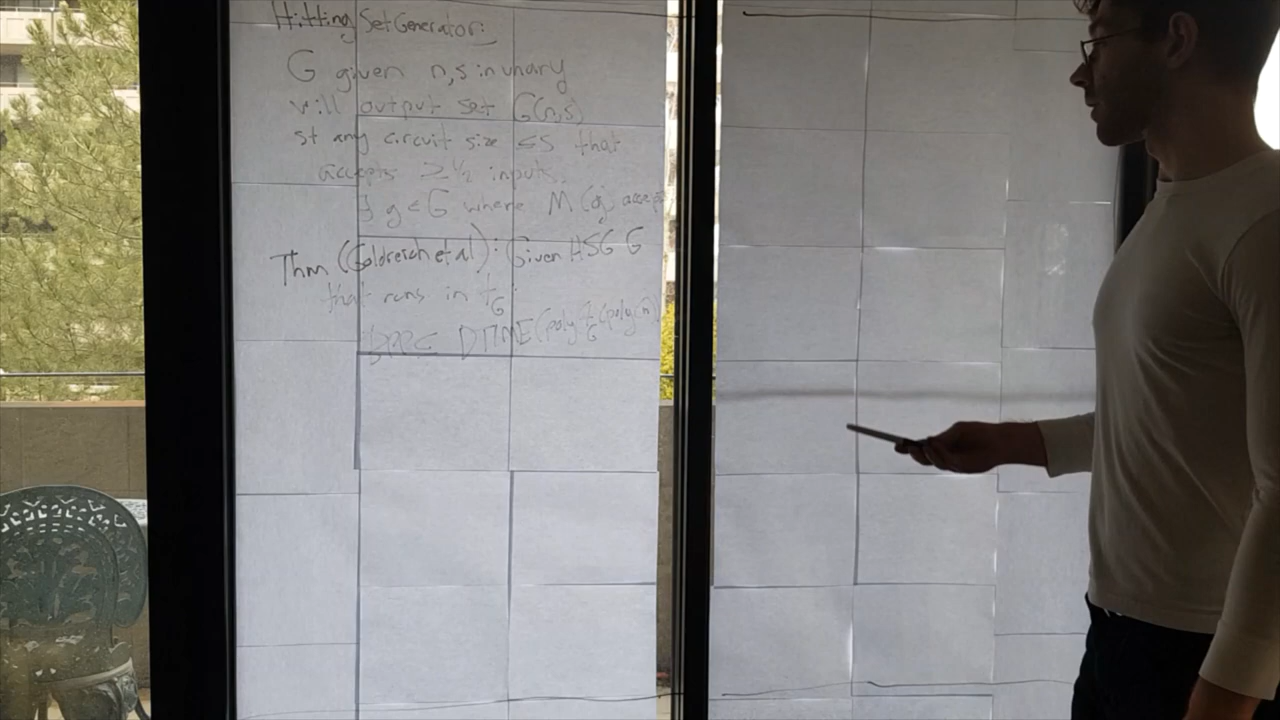 Hitting Set Generator:
G given n,s in unary
will output set G(n,s)
st any circuit size ≤s that
accepts ≥ 1/2 inputs.
∃ g ∈ G where M(g) accepts
Thm (Goldreich et al): Given HSG G
that runs in t_G:
BPP ⊂ DTIME(poly(t_G(poly(n)